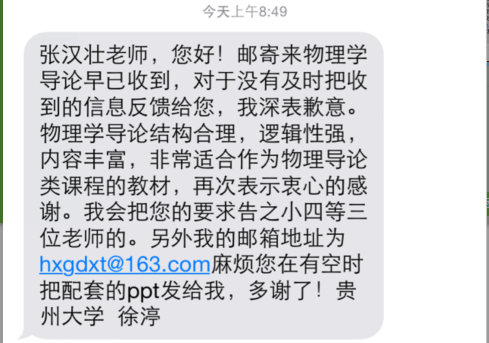 今天上午8:49
张汉壮老师，您好！邮寄来物理学
导论早已收到，对于没有及时把收
到的信息反馈给您，我深表歉意。
物理学导论结构合理，逻辑性强，
内容丰富，非常适合作为物理导论
类课程的教材，再次表示衷心的感
谢。我会把您的要求告之小四等三
位老师的。另外我的邮箱地址为
hxgdxt@163.com麻烦您在有空时
把配套的ppt发给我，多谢了！贵
州大学 徐渟